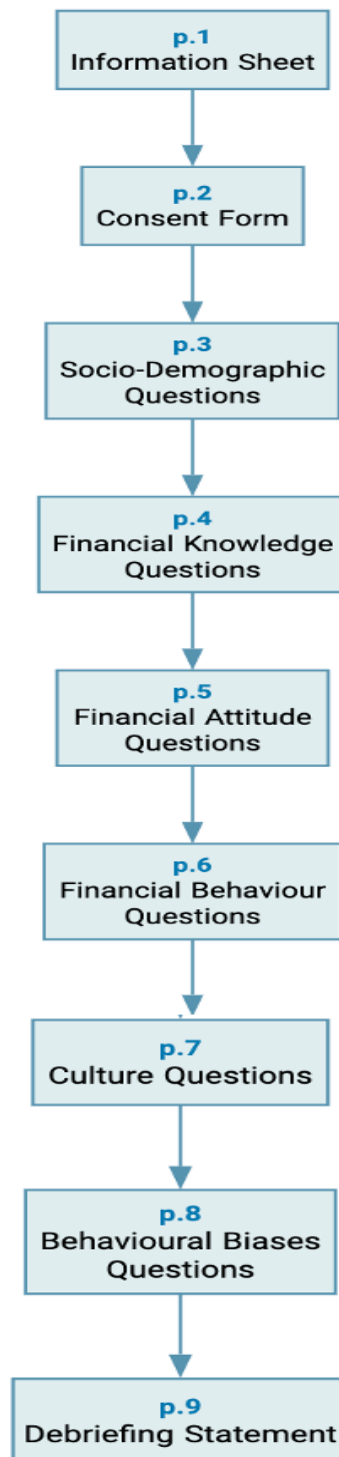 p.1
Information Sheet
p.2
Consent Form
p.3
Socio-Demographic
Questions
p.4
Financial Knowledge
Questions
p.5
Financial Attitude
Questions
p.6
Financial Behaviour
Questions
p.7
Culture Questions
p.8
Behavioural Biases
Questions
p.9
Debriefing Statement